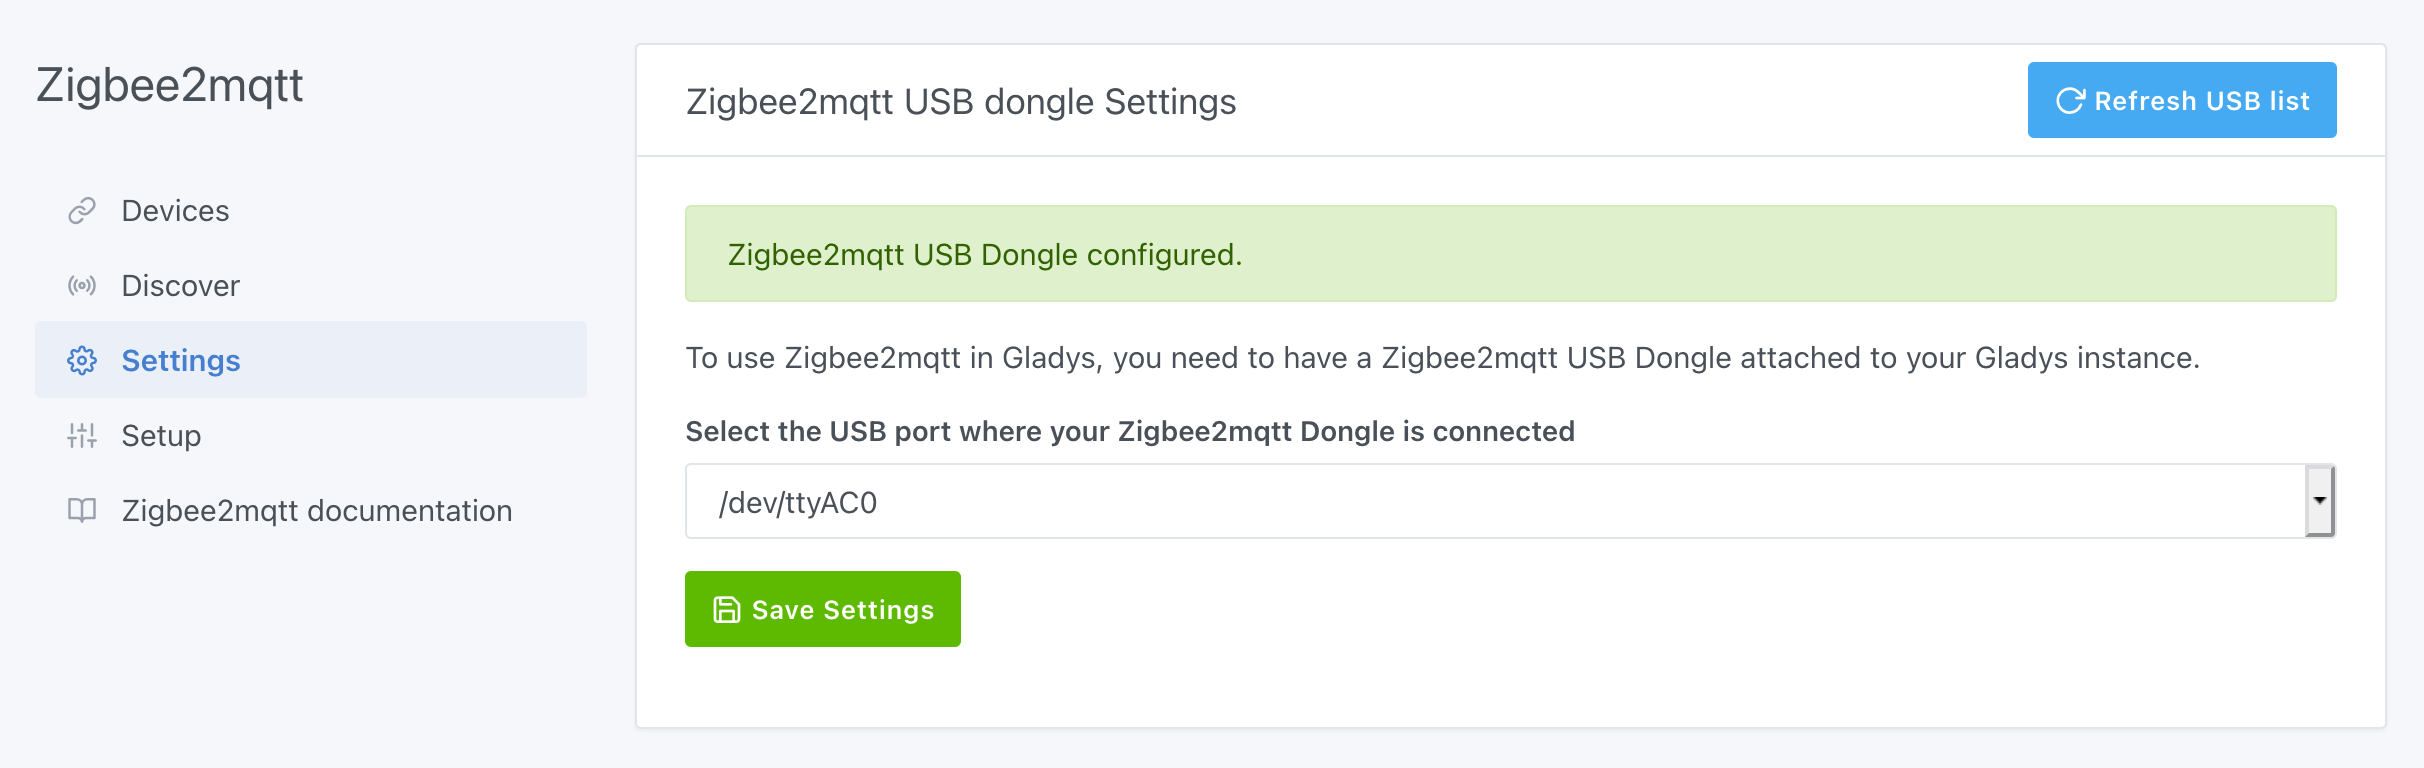 Zigbee2mqtt
Devices
Discover
Settings
Setup
Zigbee2mqtt documentation
Zigbee2mqtt USB dongle Settings
Refresh USB list
Zigbee2mqtt USB Dongle configured.
To use Zigbee2mqtt in Gladys, you need to have a Zigbee2mqtt USB Dongle attached to your Gladys instance.
Select the USB port where your Zigbee2mqtt Dongle is connected
/dev/ttyAC0
Save Settings